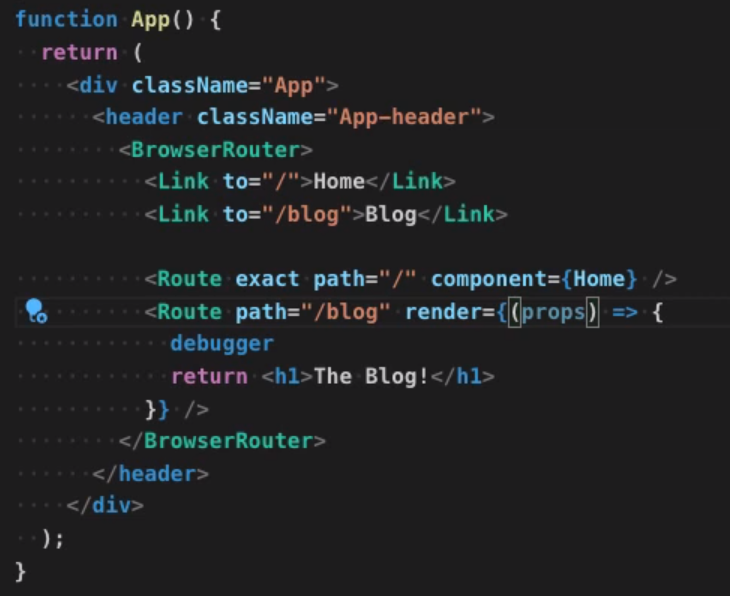 function App() {
  return (
    <div className="App">
      <header className="App-header">
        <BrowserRouter>
          <Link to="/">Home</Link>
          <Link to="/blog">Blog</Link>

          <Route exact path="/" component={Home} />
          <Route path="/blog" render={(props) => {
            debugger
            return <h1>The Blog!</h1>
          }} />
        </BrowserRouter>
      </header>
    </div>
  );
}